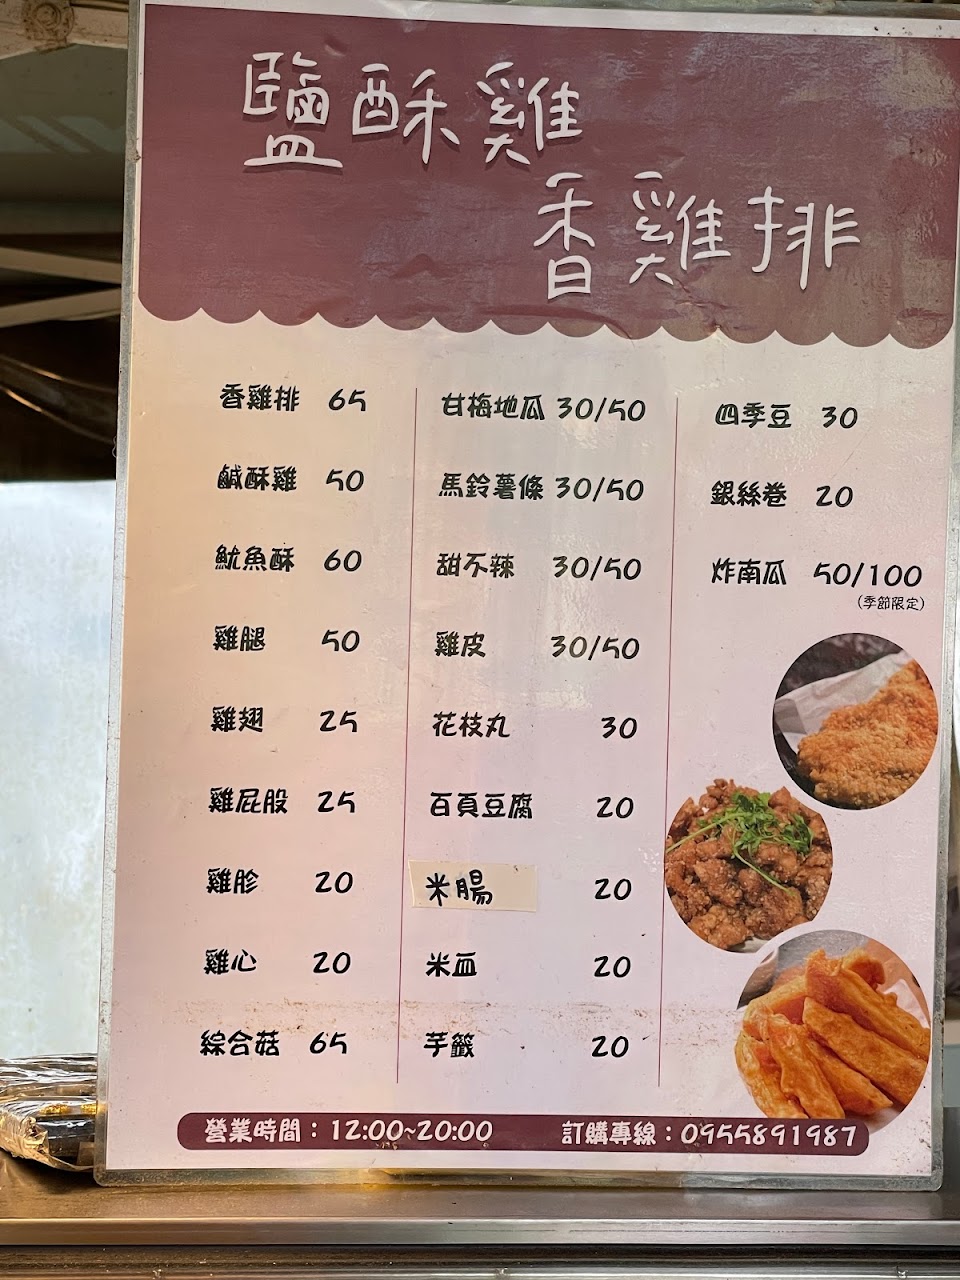 鹽酥雞
香雞排
香雞排 65
鹹酥雞 50
魷魚酥 60
雞腿 50
雞翅 25
雞屁股 25
雞胗 20
雞心 20
綜合菇 65
甘梅地瓜 30/50
馬鈴薯條 30/50
甜不辣 30/50
雞皮 30/50
花枝丸 30
百頁豆腐 20
米腸 20
米血 20
芋籤 20
四季豆 30
銀絲卷 20
炸南瓜 50/100
(季節限定)
營業時間：12:00~20:00 訂購專線：0955891987